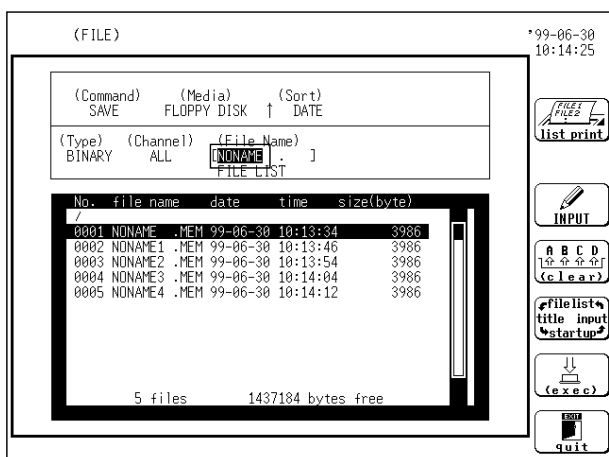 (FILE)
'99-06-30
10:14:25
(Command) (Media) (Sort)
SAVE FLOPPY DISK ↑ DATE
(Type) (Channel) (File Name)
BINARY ALL [NONAME . ]
FILE LIST
No. file name date time size(byte)
/
0001 NONAME .MEM 99-06-30 10:13:34 3986
0002 NONAME1 .MEM 99-06-30 10:13:46 3986
0003 NONAME2 .MEM 99-06-30 10:13:54 3986
0004 NONAME3 .MEM 99-06-30 10:14:04 3986
0005 NONAME4 .MEM 99-06-30 10:14:12 3986
5 files 1437184 bytes free
FILE1
FILE2
list print
INPUT
A B C D
(clear)
filelist
title input
startup
(exec)
EXIT
quit